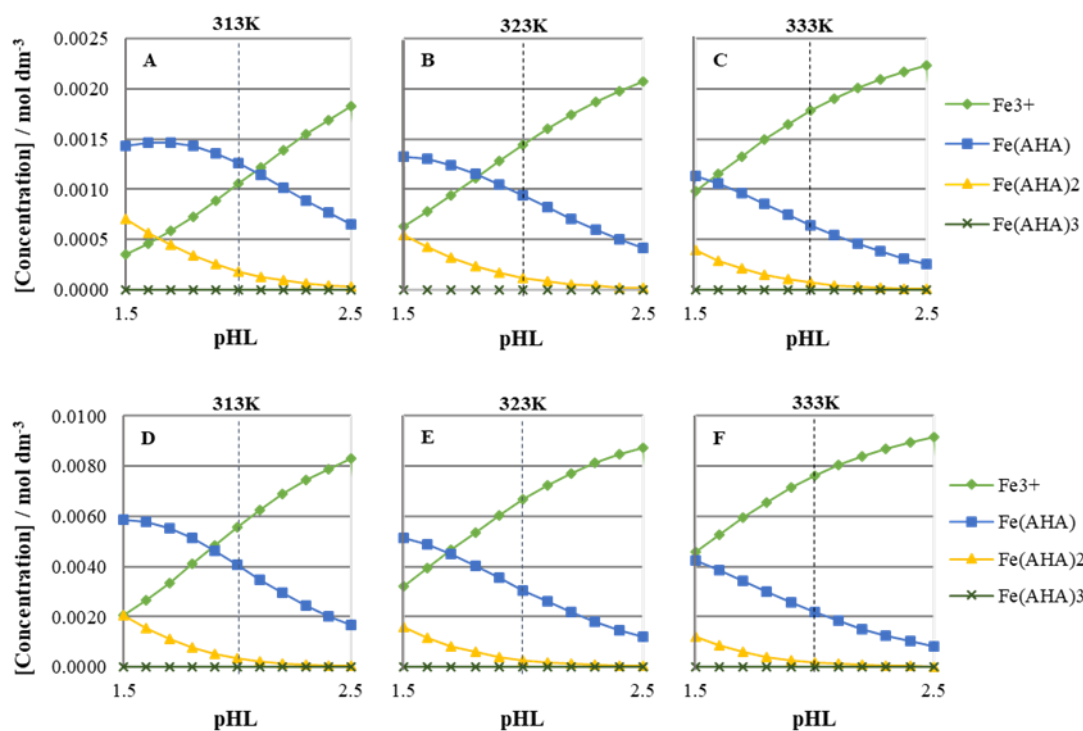 313K 323K 333K
[Concentration] / mol dm-3
0.0025
0.0020
0.0015
0.0010
0.0005
0.0000
A B C
1.5 2.5 1.5 2.5 1.5 2.5
pHL pHL pHL
Fe3+
Fe(AHA)
Fe(AHA)2
Fe(AHA)3
313K 323K 333K
[Concentration] / mol dm-3
0.0100
0.0080
0.0060
0.0040
0.0020
0.0000
D E F
1.5 2.5 1.5 2.5 1.5 2.5
pHL pHL pHL
Fe3+
Fe(AHA)
Fe(AHA)2
Fe(AHA)3